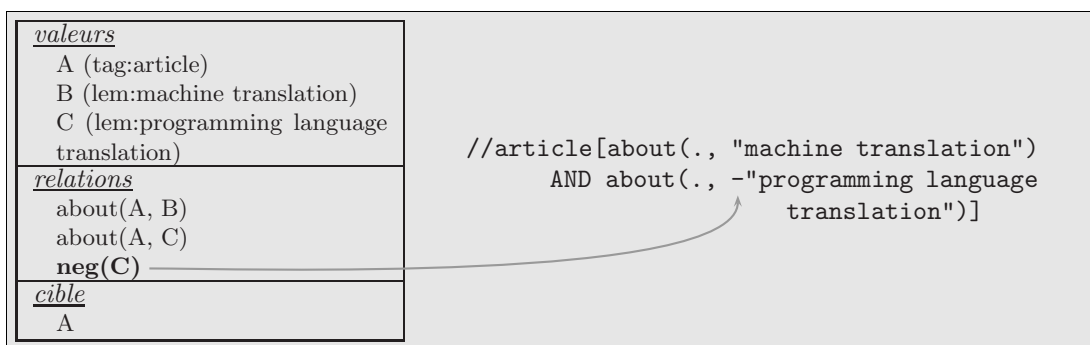 valeurs
A (tag:article)
B (lem:machine translation)
C (lem:programming language
translation)
relations
about(A, B)
about(A, C)
neg(C)
cible
A
//article[about(., "machine translation")
AND about(., -"programming language
translation")]